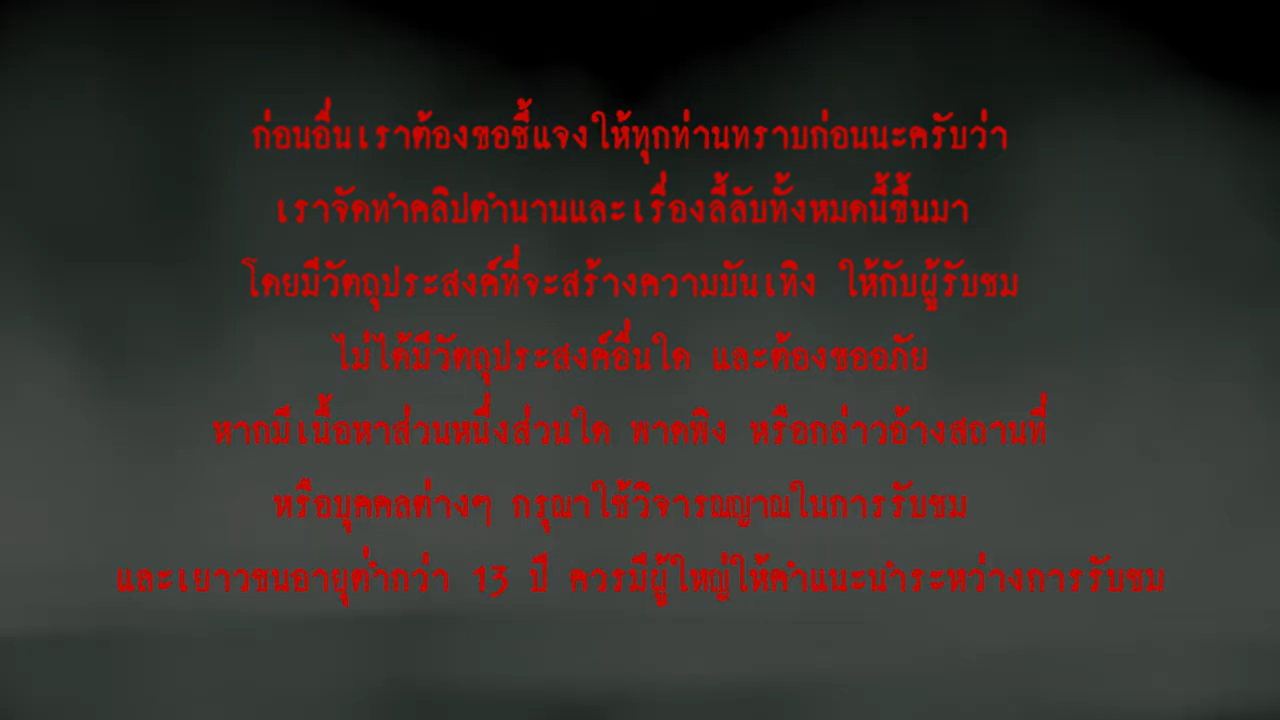 ก่อนอื่นเราต้องขอชี้แจงให้ทุกท่านทราบก่อนนะครับว่า
เราจัดทำคลิปตำนานและเรื่องลี้ลับทั้งหมดนี้ขึ้นมา
โดยมีวัตถุประสงค์ที่จะสร้างความบันเทิง ให้กับผู้รับชม
ไม่ได้มีวัตถุประสงค์อื่นใด และต้องขออภัย
หากมีเนื้อหาส่วนหนึ่งส่วนใด พาดพิง หรือกล่าวอ้างสถานที่
หรือบุคคลต่างๆ กรุณาใช้วิจารณญาณในการรับชม
และเยาวชนอายุต่ำกว่า 13 ปี ควรมีผู้ใหญ่ให้คำแนะนำระหว่างการรับชม